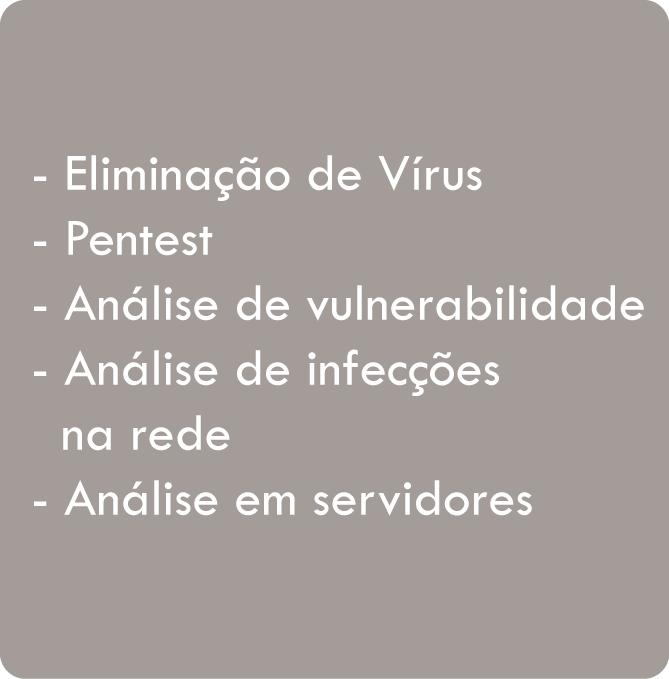 - Eliminação de Vírus
- Pentest
- Análise de vulnerabilidade
- Análise de infecções
na rede
- Análise em servidores